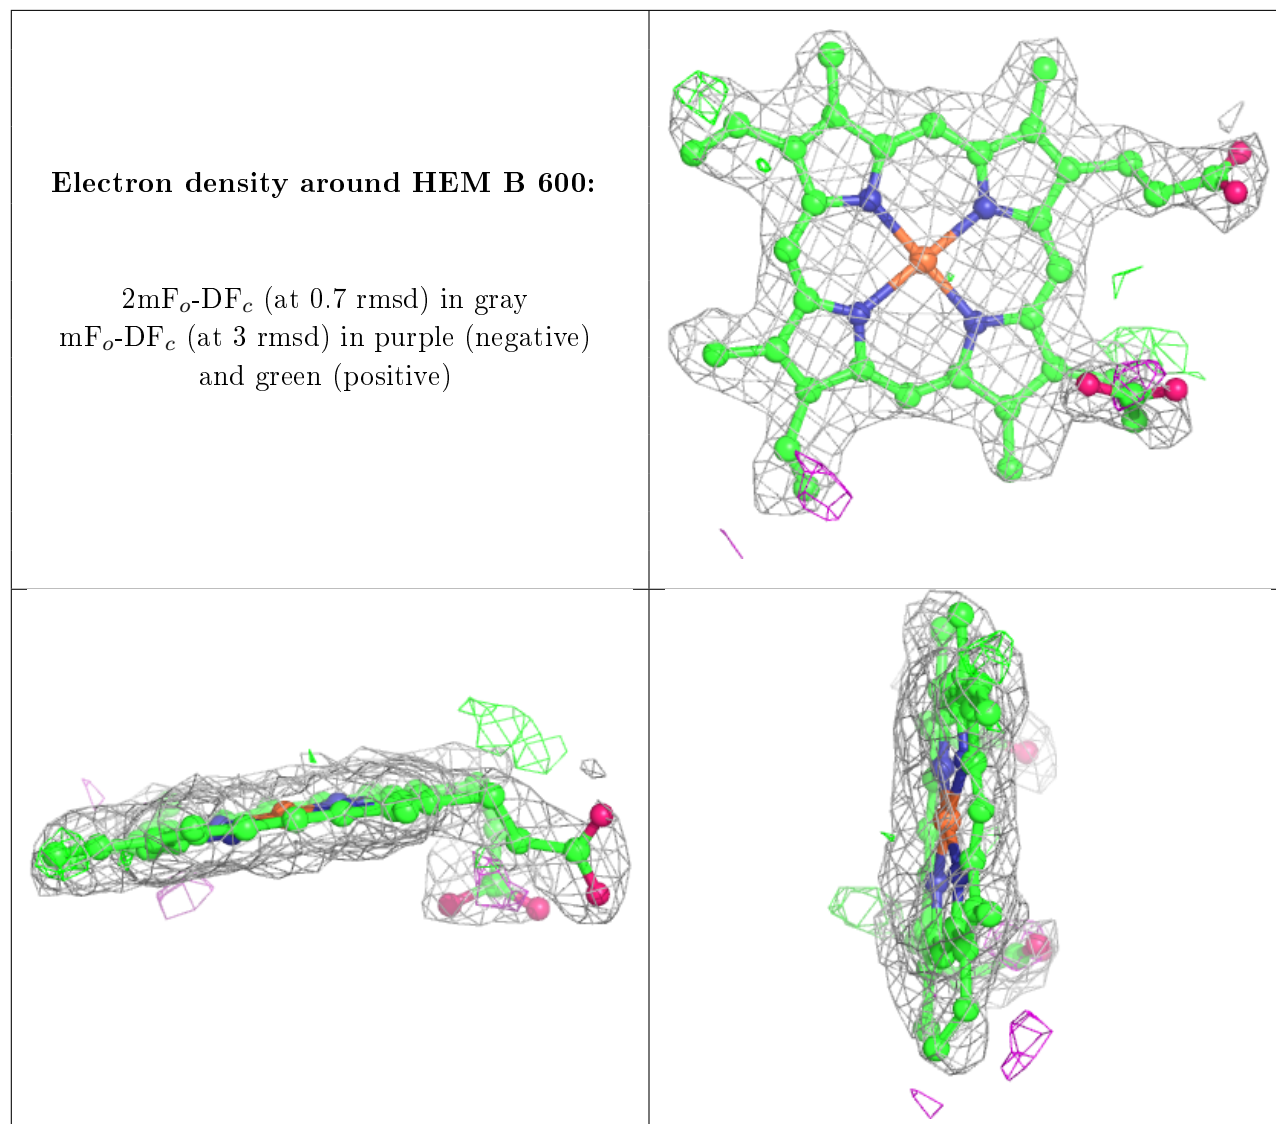 Electron density around HEM B 600:
2mFₒ-DF𝒸 (at 0.7 rmsd) in gray
mFₒ-DF𝒸 (at 3 rmsd) in purple (negative)
and green (positive)